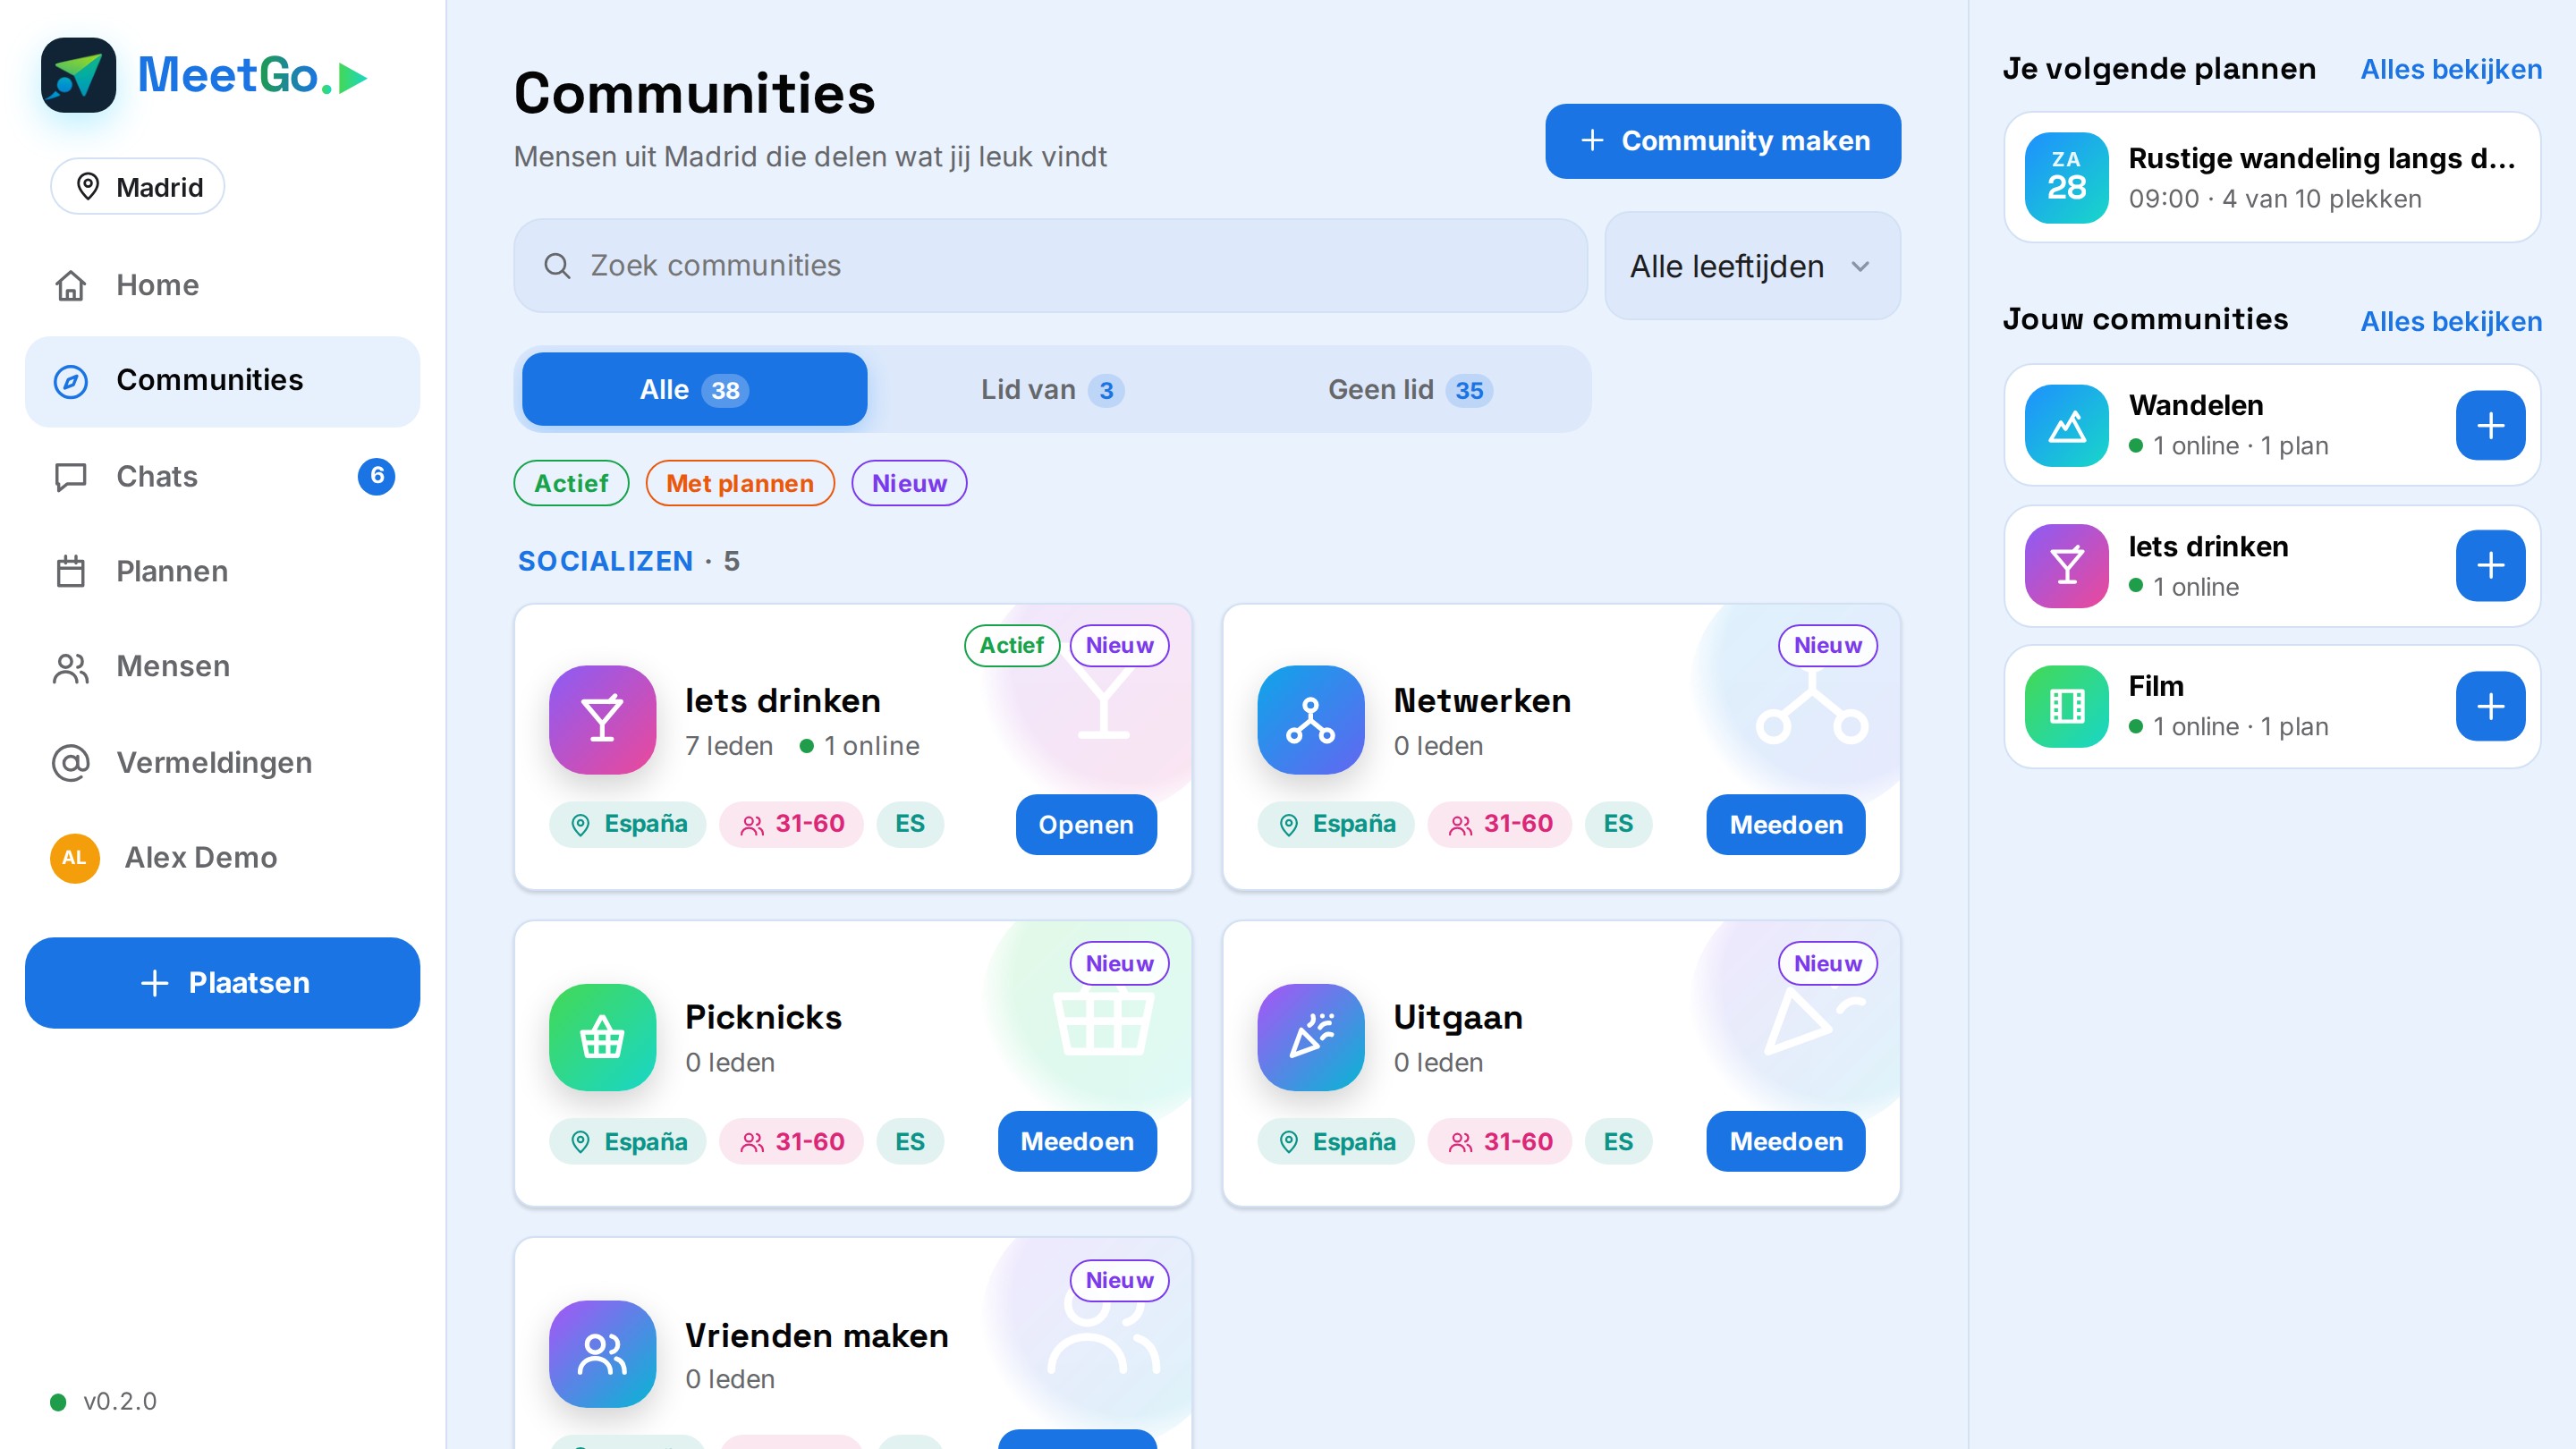 MeetGo.
Madrid
Home
Communities
Chats 6
Plannen
Mensen
Vermeldingen
AL Alex Demo
Plaatsen
v0.2.0
Communities
Mensen uit Madrid die delen wat jij leuk vindt
Community maken
Zoek communities
Alle leeftijden
Alle 38
Lid van 3
Geen lid 35
Actief
Met plannen
Nieuw
SOCIALIZEN · 5
Actief Nieuw
Iets drinken
7 leden 1 online
España 31-60 ES Openen
Nieuw
Netwerken
0 leden
España 31-60 ES Meedoen
Nieuw
Picknicks
0 leden
España 31-60 ES Meedoen
Nieuw
Uitgaan
0 leden
España 31-60 ES Meedoen
Nieuw
Vrienden maken
0 leden
Je volgende plannen Alles bekijken
ZA
28
Rustige wandeling langs d...
09:00 · 4 van 10 plekken
Jouw communities Alles bekijken
Wandelen
1 online · 1 plan
Iets drinken
1 online
Film
1 online · 1 plan